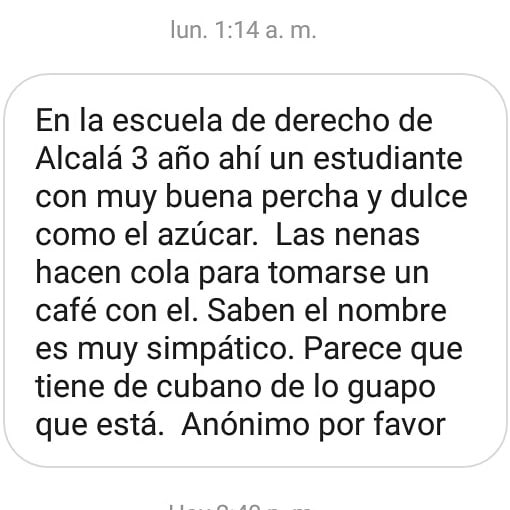 lun. 1:14 a. m.
En la escuela de derecho de
Alcalá 3 año ahí un estudiante
con muy buena percha y dulce
como el azúcar.  Las nenas
hacen cola para tomarse un
café con el. Saben el nombre
es muy simpático. Parece que
tiene de cubano de lo guapo
que está.  Anónimo por favor